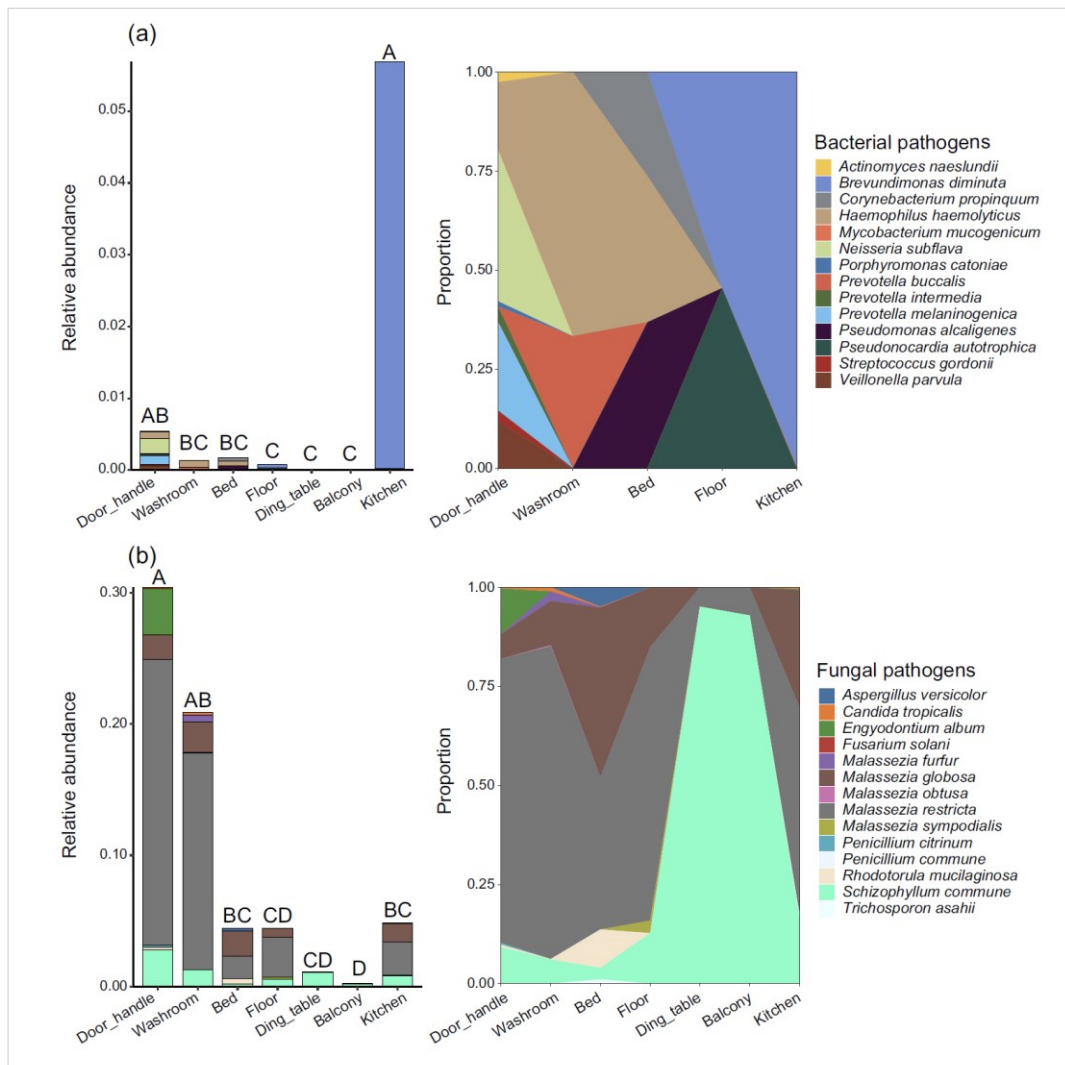 (a)
Relative abundance
0.05
0.04
0.03
0.02
0.01
0.00
AB
BC
BC
C
C
C
A
Door_handle
Washroom
Bed
Floor
Ding_table
Balcony
Kitchen
Proportion
1.00
0.75
0.50
0.25
0.00
Door_handle
Washroom
Bed
Floor
Kitchen
Bacterial pathogens
Actinomyces naeslundii
Brevundimonas diminuta
Corynebacterium propinquum
Haemophilus haemolyticus
Mycobacterium mucogenicum
Neisseria subflava
Porphyromonas catoniae
Prevotella buccalis
Prevotella intermedia
Prevotella melaninogenica
Pseudomonas alcaligenes
Pseudonocardia autotrophica
Streptococcus gordonii
Veillonella parvula
(b)
Relative abundance
0.30
0.20
0.10
0.00
A
AB
BC
CD
CD
D
BC
Door_handle
Washroom
Bed
Floor
Ding_table
Balcony
Kitchen
Proportion
1.00
0.75
0.50
0.25
0.00
Door_handle
Washroom
Bed
Floor
Ding_table
Balcony
Kitchen
Fungal pathogens
Aspergillus versicolor
Candida tropicalis
Engyodontium album
Fusarium solani
Malassezia furfur
Malassezia globosa
Malassezia obtusa
Malassezia restricta
Malassezia sympodialis
Penicillium citrinum
Penicillium commune
Rhodotorula mucilaginosa
Schizophyllum commune
Trichosporon asahii